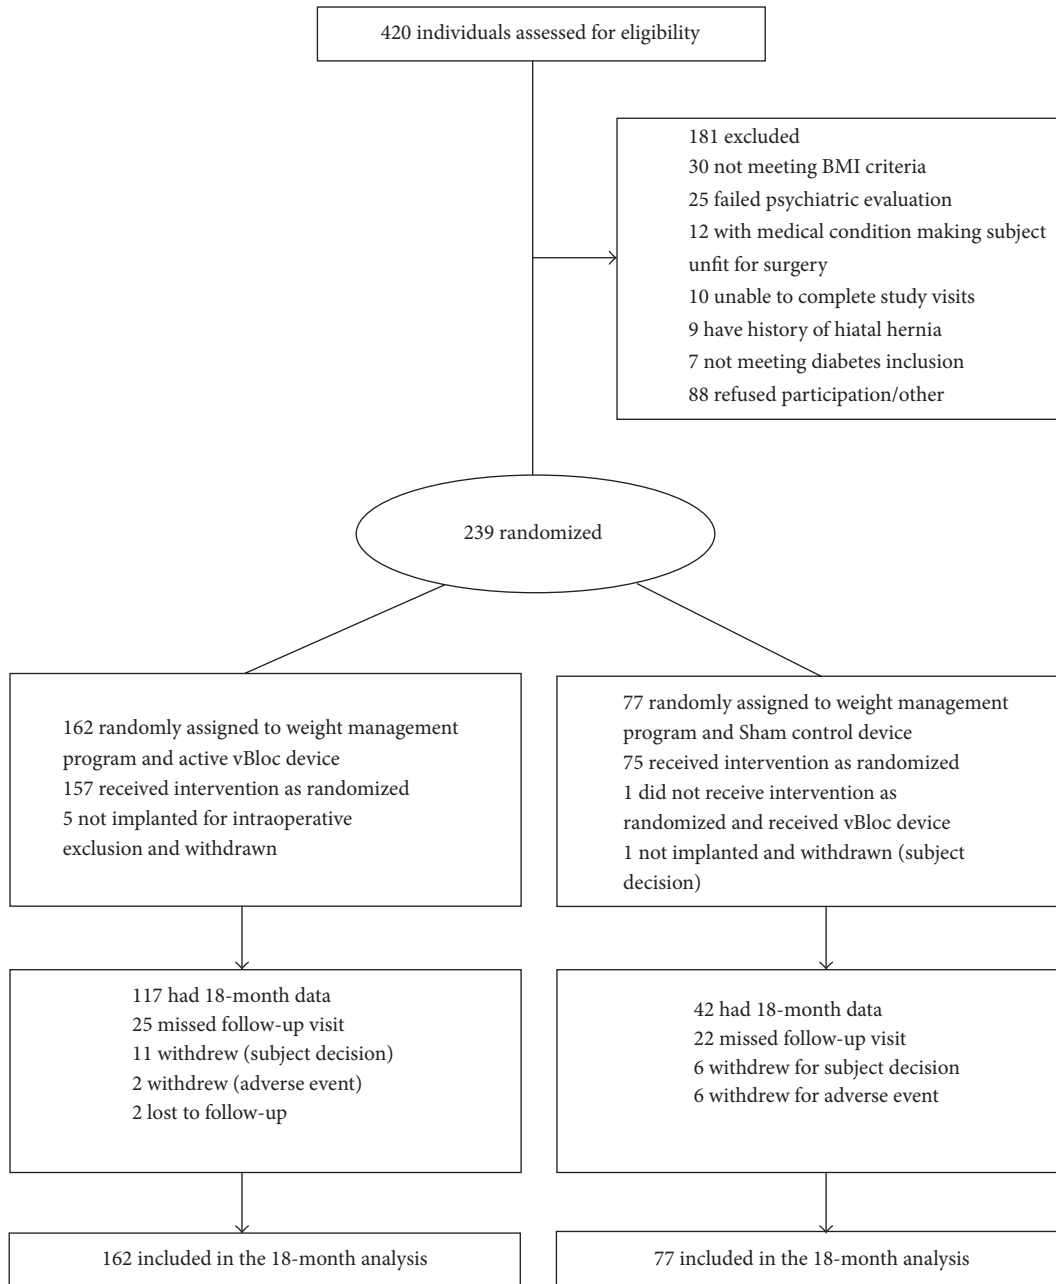 420 individuals assessed for eligibility
181 excluded
30 not meeting BMI criteria
25 failed psychiatric evaluation
12 with medical condition making subject
unfit for surgery
10 unable to complete study visits
9 have history of hiatal hernia
7 not meeting diabetes inclusion
88 refused participation/other
239 randomized
162 randomly assigned to weight management
program and active vBloc device
157 received intervention as randomized
5 not implanted for intraoperative
exclusion and withdrawn
77 randomly assigned to weight management
program and Sham control device
75 received intervention as randomized
1 did not receive intervention as
randomized and received vBloc device
1 not implanted and withdrawn (subject
decision)
117 had 18-month data
25 missed follow-up visit
11 withdrew (subject decision)
2 withdrew (adverse event)
2 lost to follow-up
42 had 18-month data
22 missed follow-up visit
6 withdrew for subject decision
6 withdrew for adverse event
162 included in the 18-month analysis
77 included in the 18-month analysis